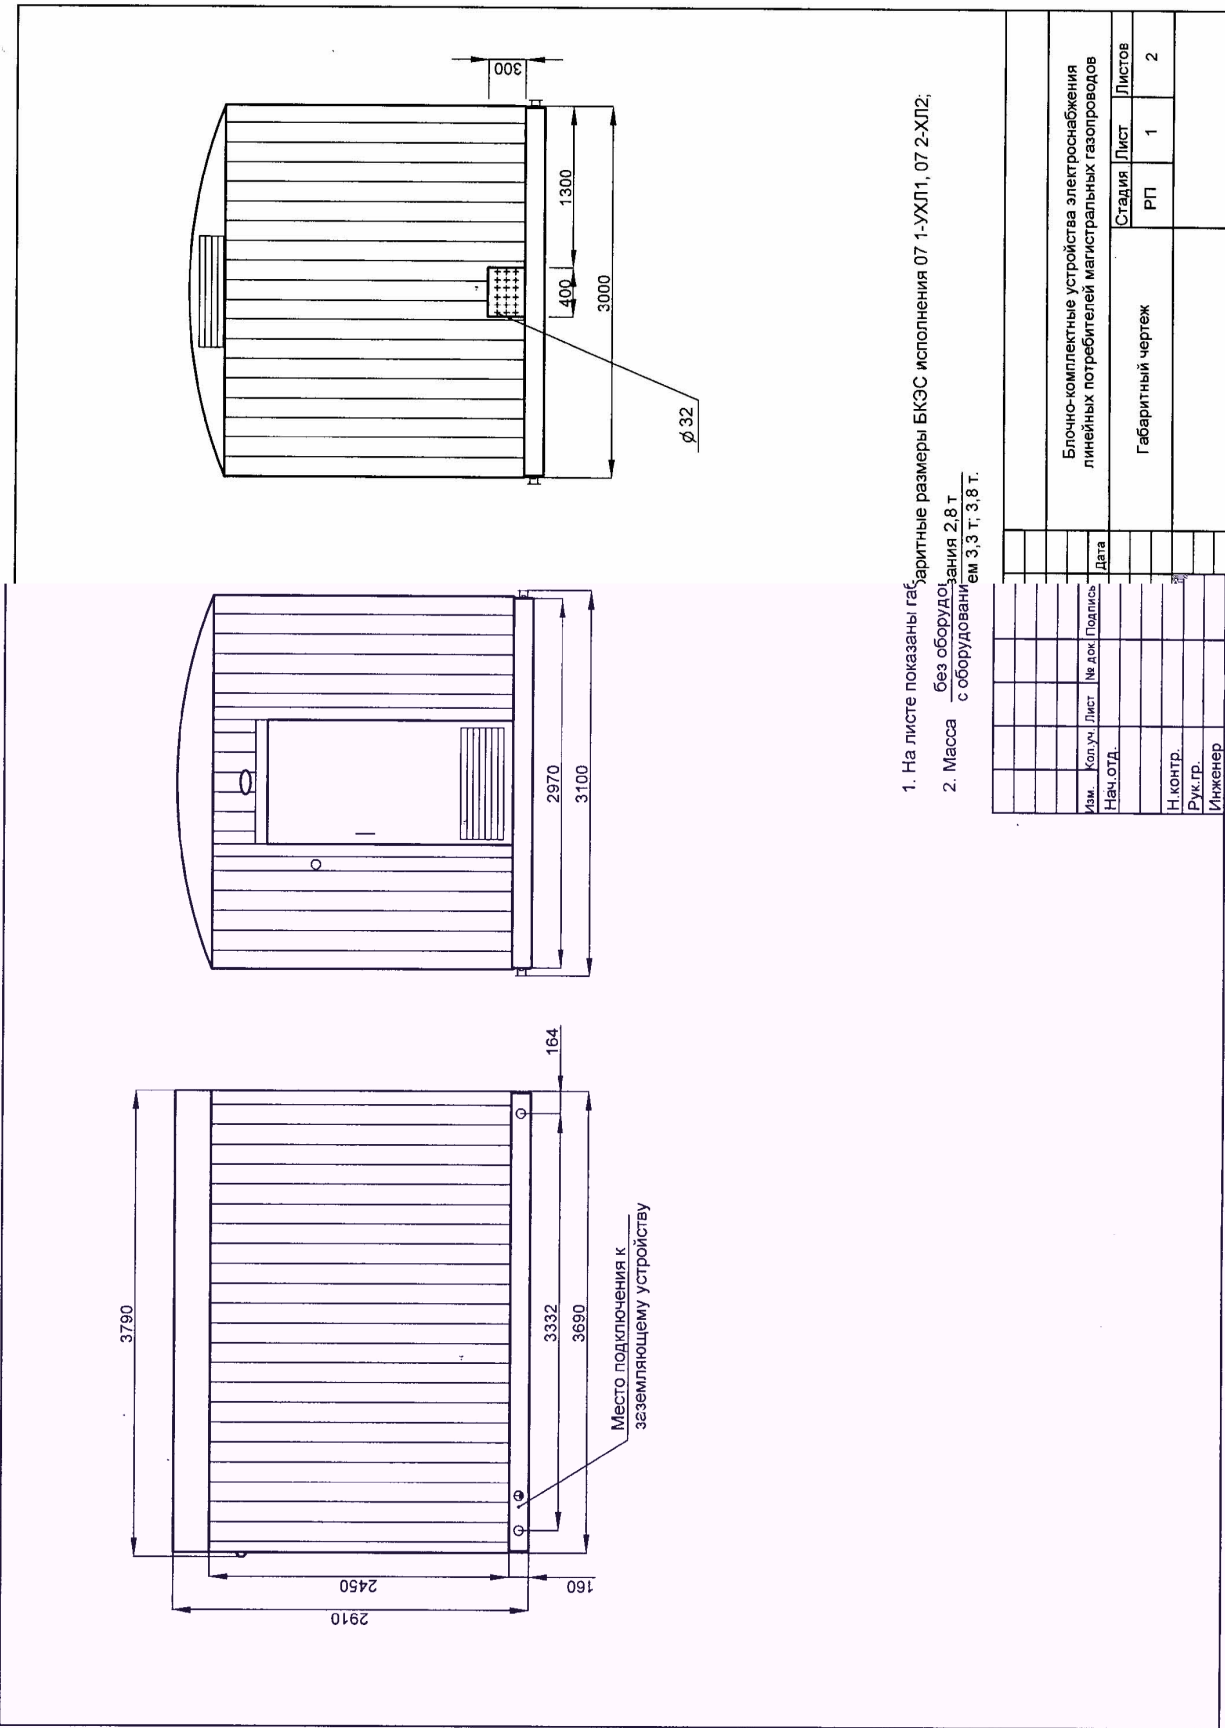 3790
2910
2450
160
3332
3690
164
Место подключения к
заземляющему устройству
2970
3100
300
1300
400
3000
Ø 32
1. На листе показаны габаритные размеры БКЭС исполнения 07 1-УХЛ1, 07 2-ХЛ2;
2. Масса
без оборудования 2,8 т
с оборудованием 3,3 т; 3,8 т.
Изм. Кол.уч. Лист № док. Подпись Дата
Нач.отд.
Н.контр.
Рук.гр.
Инженер
Блочно-комплектные устройства электроснабжения
линейных потребителей магистральных газопроводов
Габаритный чертеж
Стадия Лист Листов
РП 1 2